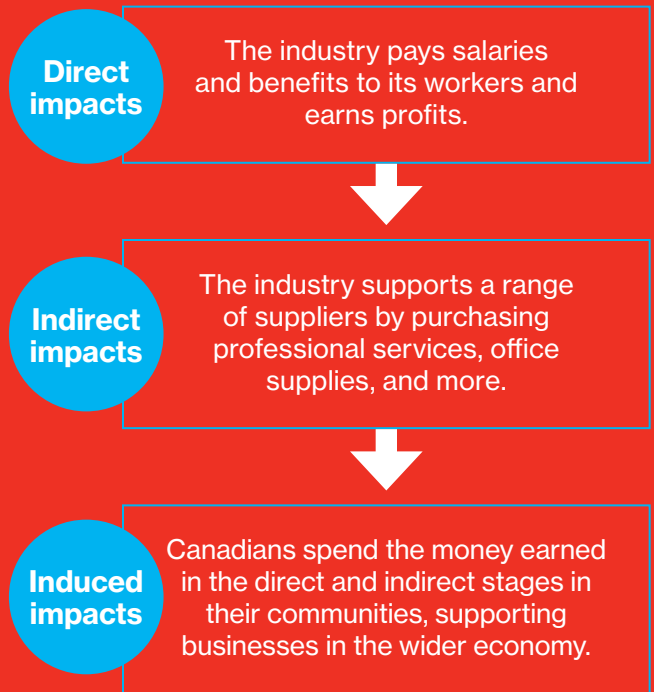 Direct
impacts
The industry pays salaries
and benefits to its workers and
earns profits.
Indirect
impacts
The industry supports a range
of suppliers by purchasing
professional services, office
supplies, and more.
Induced
impacts
Canadians spend the money earned
in the direct and indirect stages in
their communities, supporting
businesses in the wider economy.